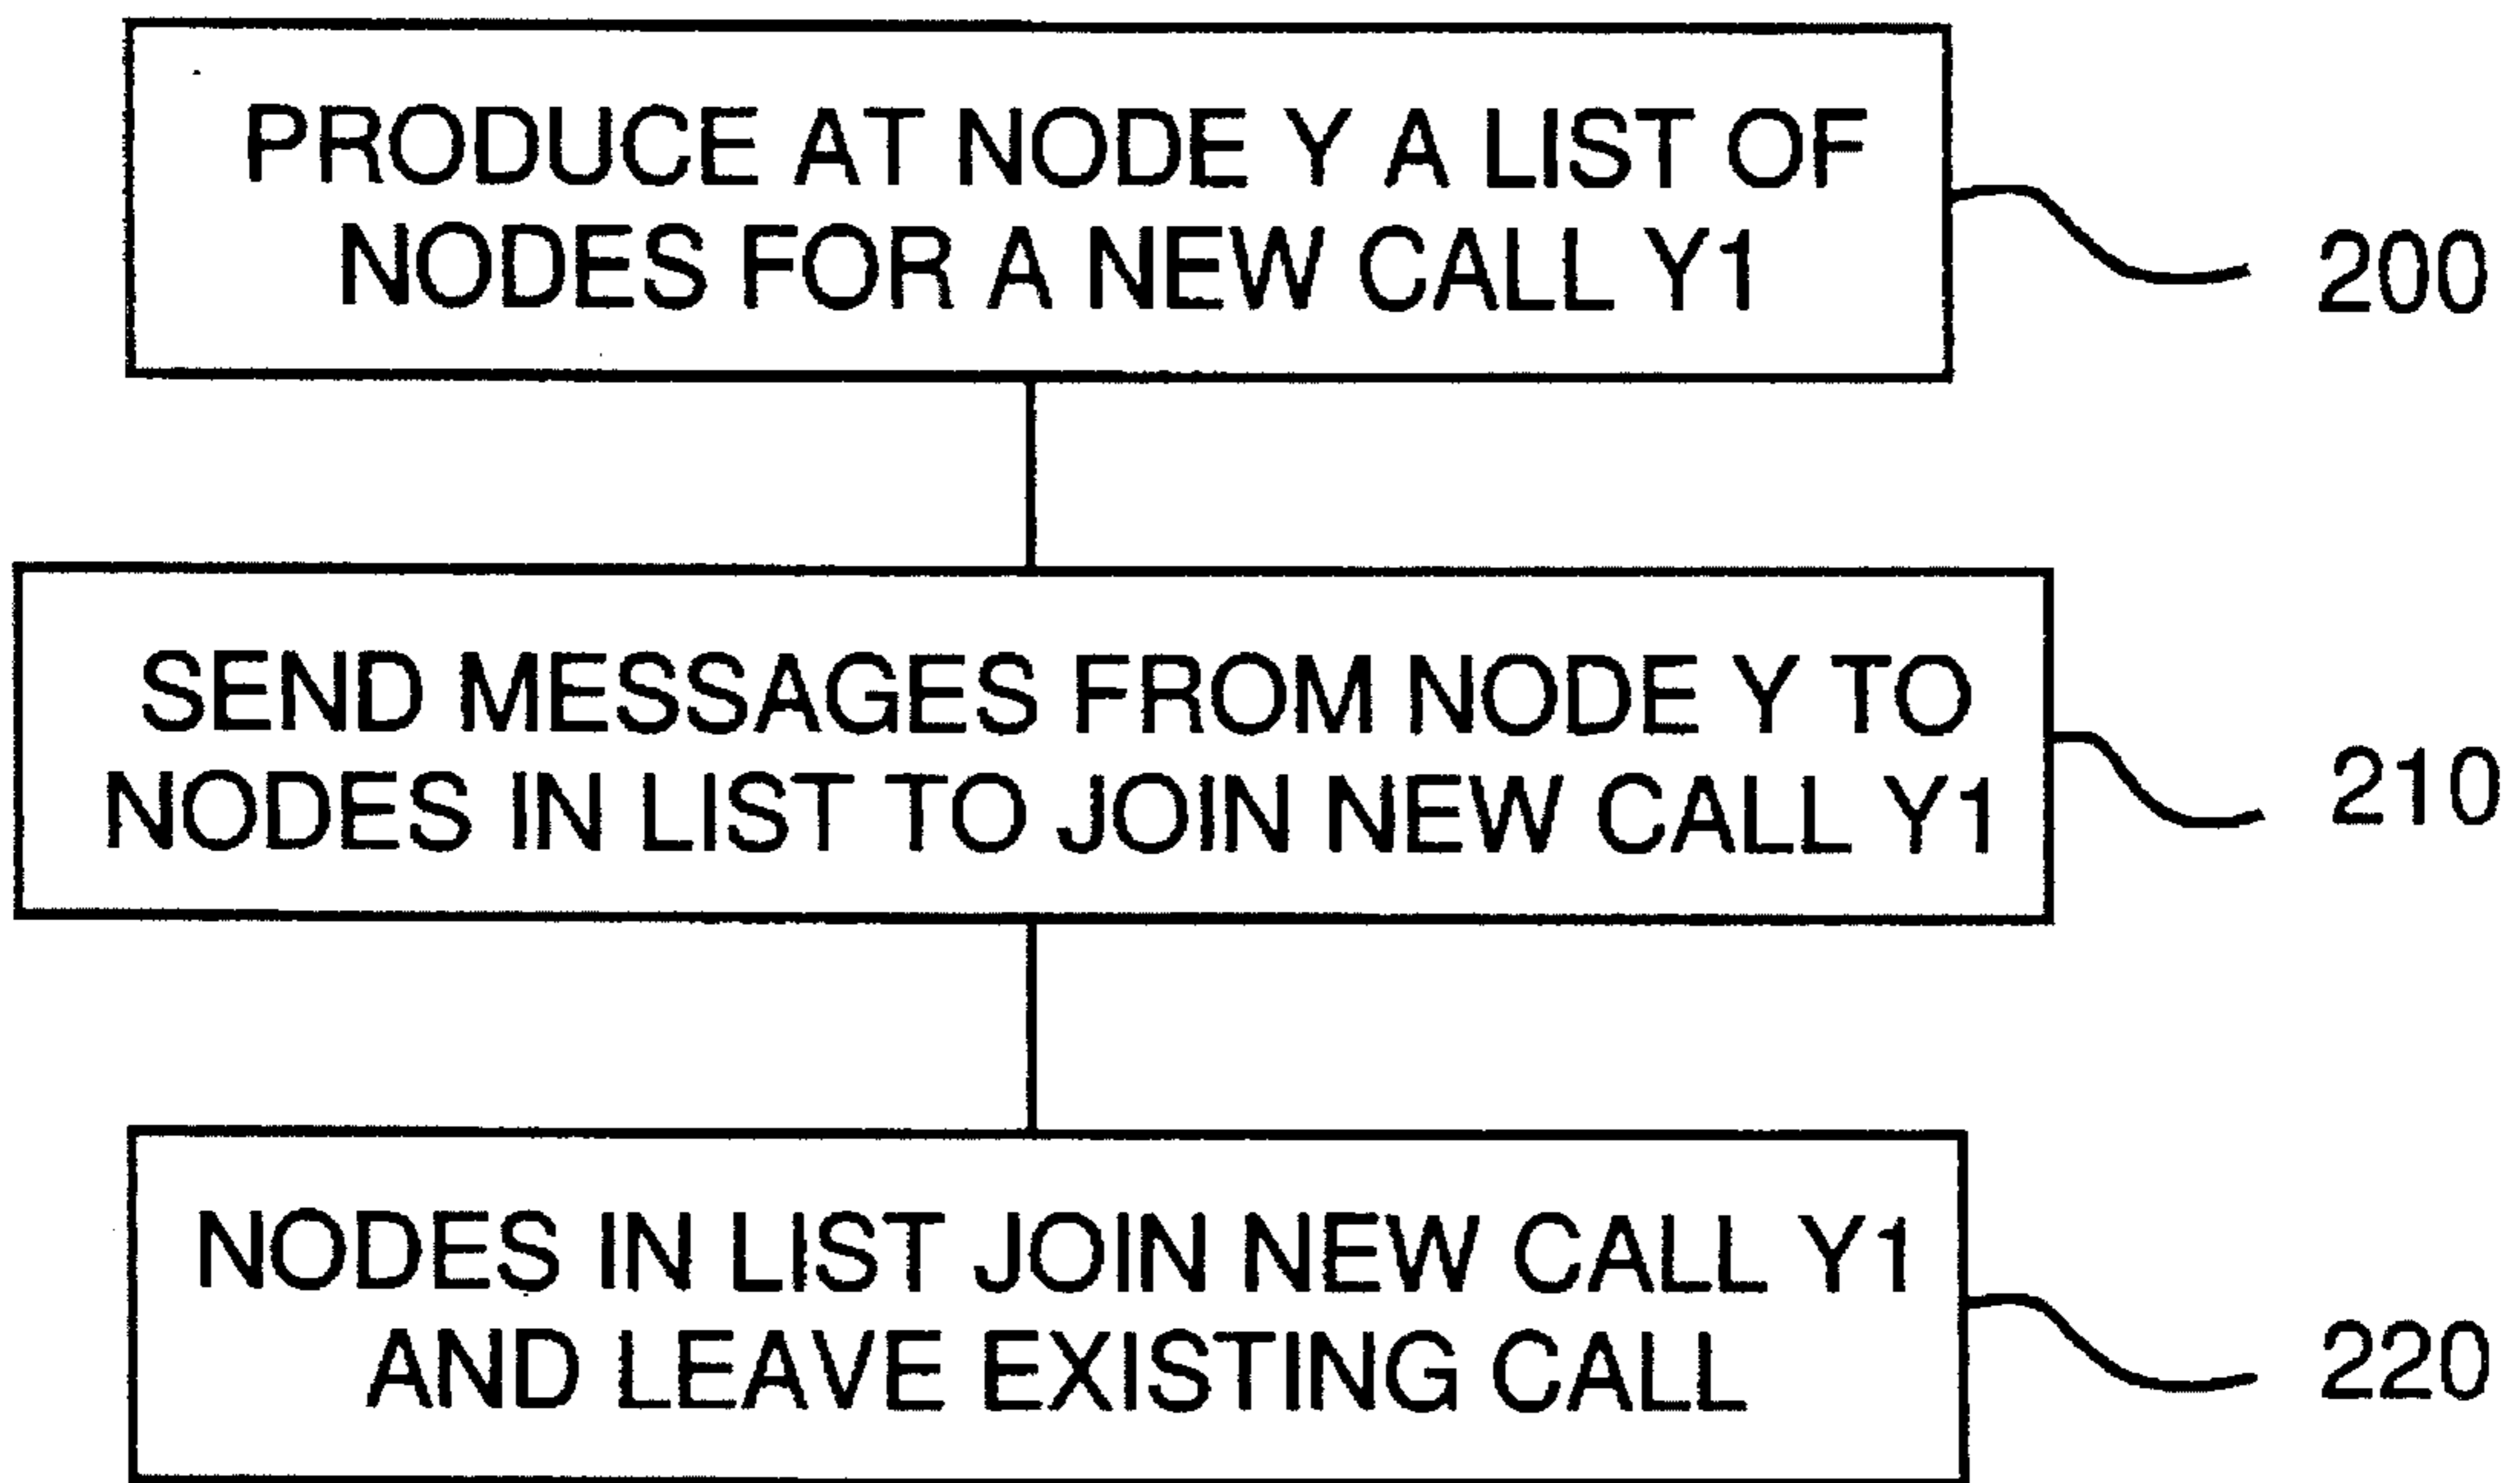 PRODUCE AT NODE Y A LIST OF
NODES FOR A NEW CALL Y1
200
SEND MESSAGES FROM NODE Y TO
NODES IN LIST TO JOIN NEW CALL Y1
210
NODES IN LIST JOIN NEW CALL Y1
AND LEAVE EXISTING CALL
220